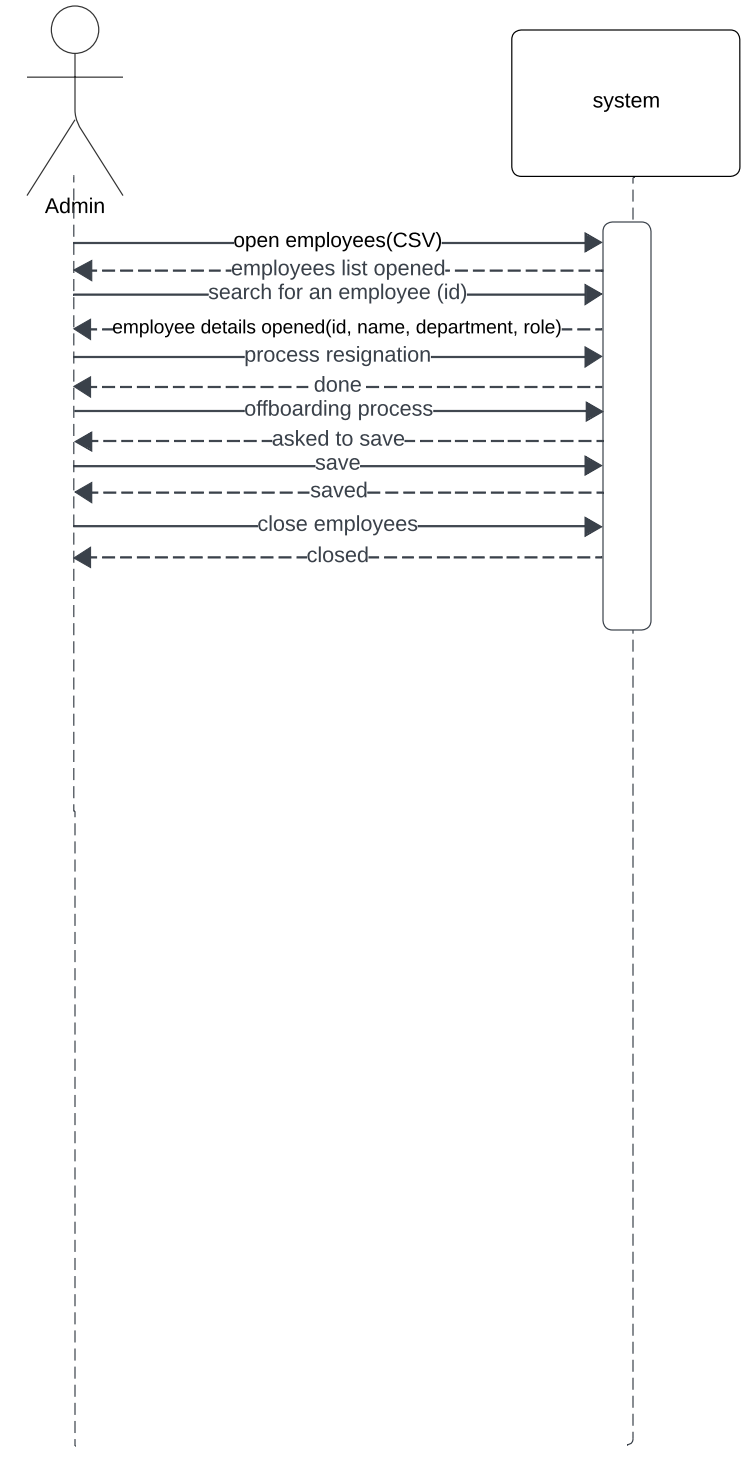 system
Admin
open employees(CSV)
employees list opened
search for an employee (id)
employee details opened(id, name, department, role)
process resignation
done
offboarding process
asked to save
save
saved
close employees
closed